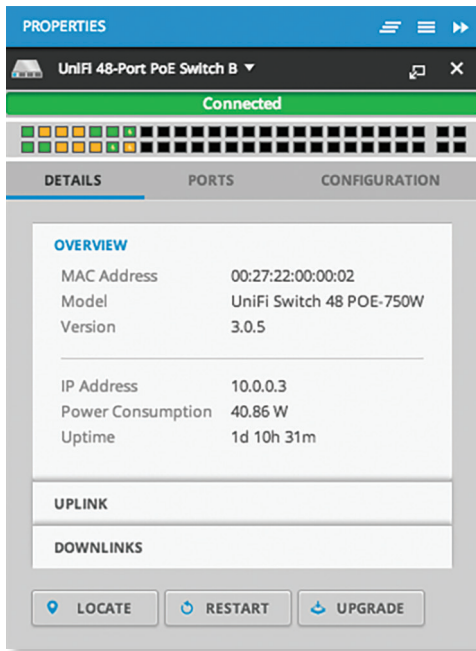 PROPERTIES
UniFi 48-Port PoE Switch B
Connected
DETAILS PORTS CONFIGURATION
OVERVIEW
MAC Address 00:27:22:00:00:02
Model UniFi Switch 48 POE-750W
Version 3.0.5
IP Address 10.0.0.3
Power Consumption 40.86 W
Uptime 1d 10h 31m
UPLINK
DOWNLINKS
LOCATE RESTART UPGRADE